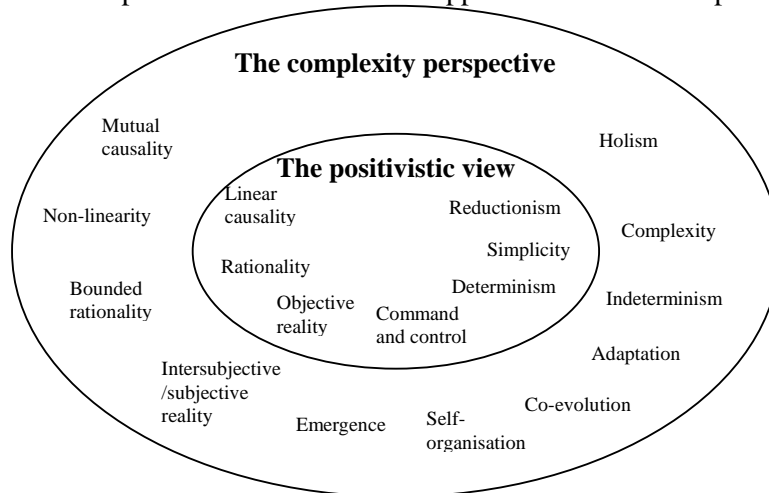 The complexity perspective
Mutual
causality
Holism
The positivistic view
Linear
causality
Reductionism
Non-linearity
Complexity
Simplicity
Rationality
Determinism
Bounded
rationality
Objective
reality
Command
and control
Indeterminism
Adaptation
Intersubjective
/subjective
reality
Co-evolution
Emergence
Self-
organisation